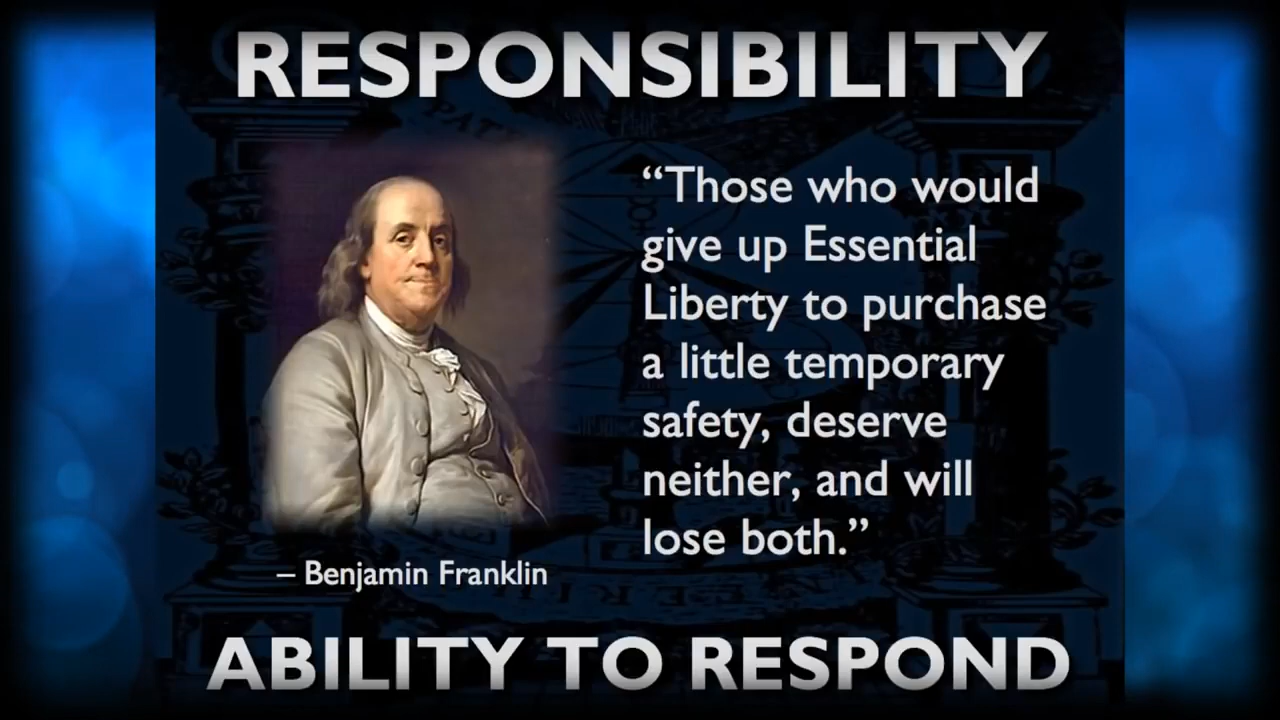 RESPONSIBILITY
“Those who would
give up Essential
Liberty to purchase
a little temporary
safety, deserve
neither, and will
lose both.”
– Benjamin Franklin
ABILITY TO RESPOND